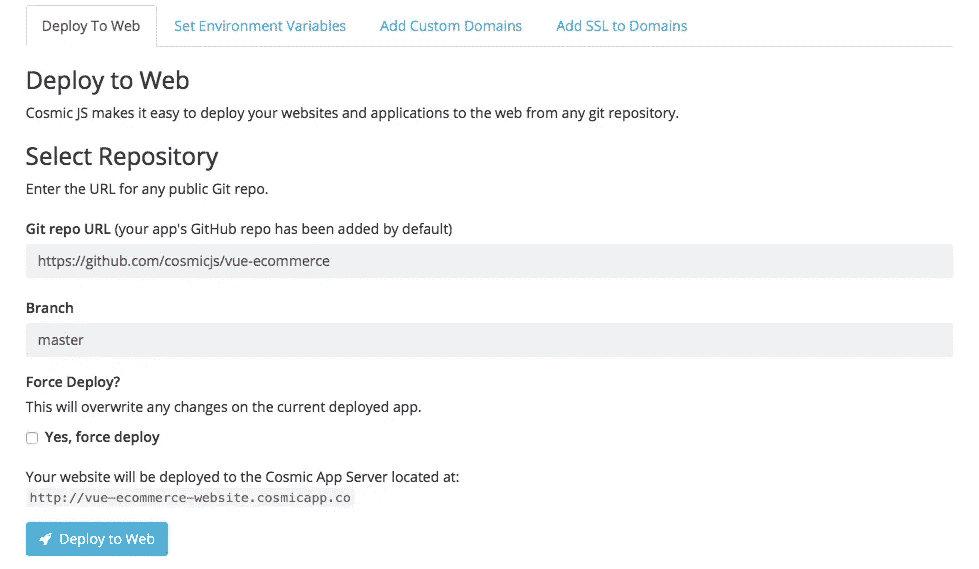 Deploy To Web
Set Environment Variables
Add Custom Domains
Add SSL to Domains
Deploy to Web
Cosmic JS makes it easy to deploy your websites and applications to the web from any git repository.
Select Repository
Enter the URL for any public Git repo.
Git repo URL (your app's GitHub repo has been added by default)
https://github.com/cosmicjs/vue-ecommerce
Branch
master
Force Deploy?
This will overwrite any changes on the current deployed app.
Yes, force deploy
Your website will be deployed to the Cosmic App Server located at:
http://vue-ecommerce-website.cosmicapp.co
Deploy to Web